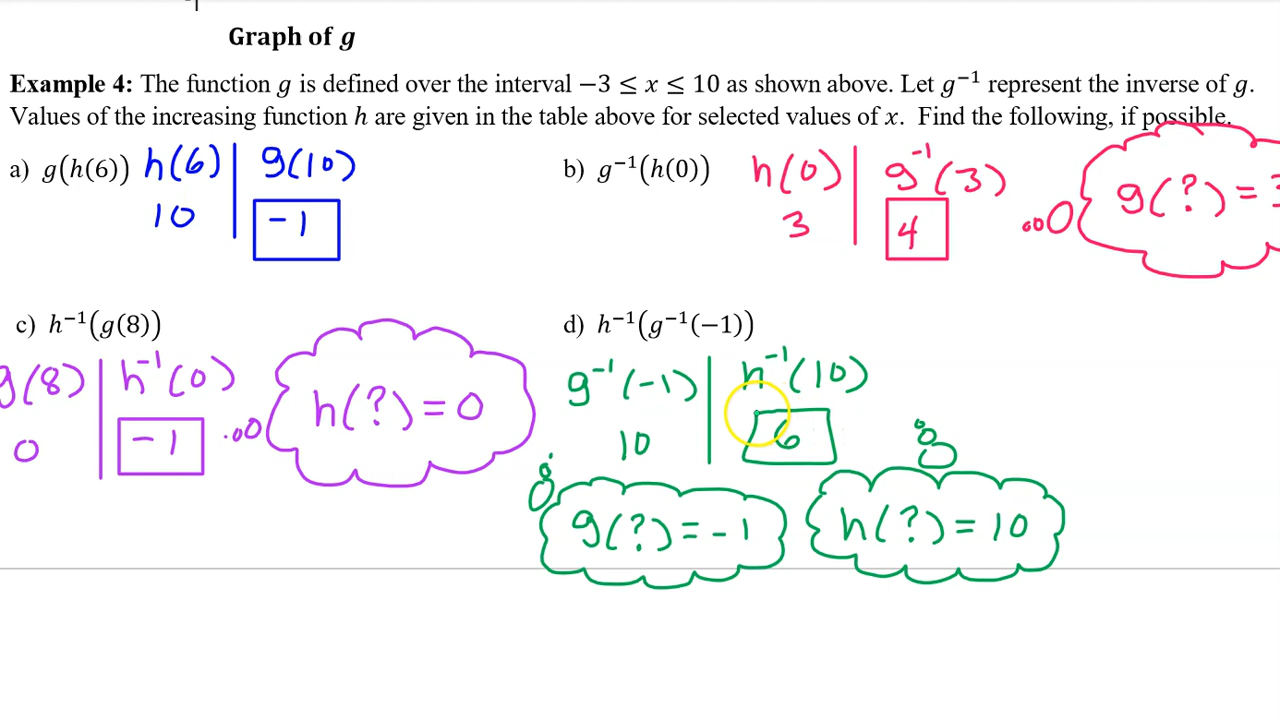 Graph of g
Example 4: The function g is defined over the interval −3 ≤ x ≤ 10 as shown above. Let g⁻¹ represent the inverse of g.
Values of the increasing function h are given in the table above for selected values of x. Find the following, if possible.
a) g(h(6)) h(6) | g(10)
10 | -1
b) g⁻¹(h(0)) h(0) | g⁻¹(3)
3 | 4
g(?) =
c) h⁻¹(g(8))
g(8) | h⁻¹(0)
0 | -1
h(?) = 0
d) h⁻¹(g⁻¹(−1))
g⁻¹(-1) | h⁻¹(10)
10 | 6
g(?) = -1
h(?) = 10